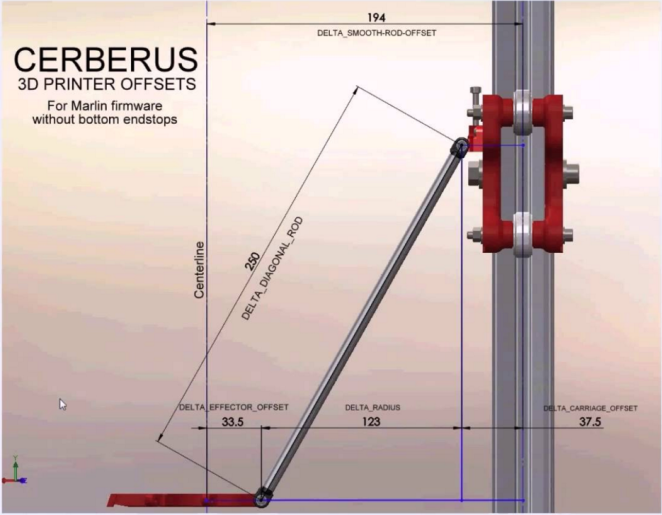 194
DELTA_SMOOTH-ROD-OFFSET
CERBERUS
3D PRINTER OFFSETS
For Marlin firmware
without bottom endstops
250
DELTA_DIAGONAL_ROD
Centerline
DELTA_EFFECTOR_OFFSET
DELTA_RADIUS
DELTA_CARRIAGE_OFFSET
33.5
123
37.5